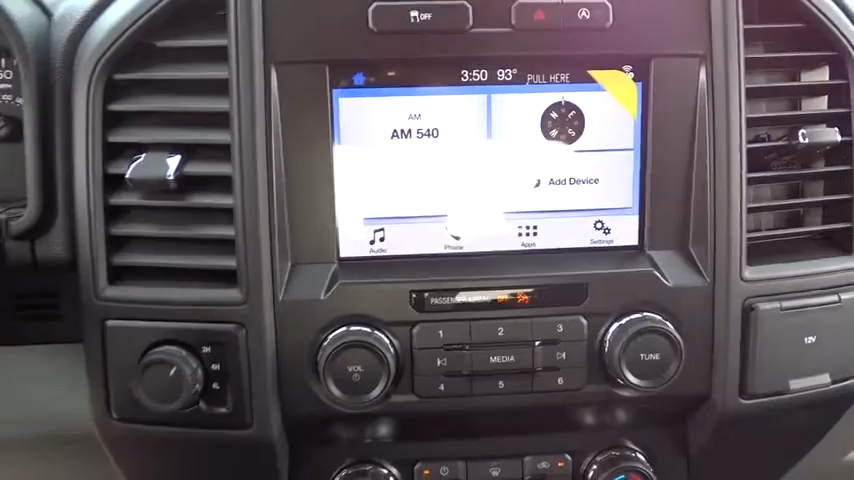 OFF
3:50 93° PULL HERE
AM
AM 540
N E S W
Add Device
Audio Phone Apps Settings
PASSENGER AIRBAG OFF
1 2 3
VOL MEDIA TUNE
4 5 6
2H
4H
4L
12V